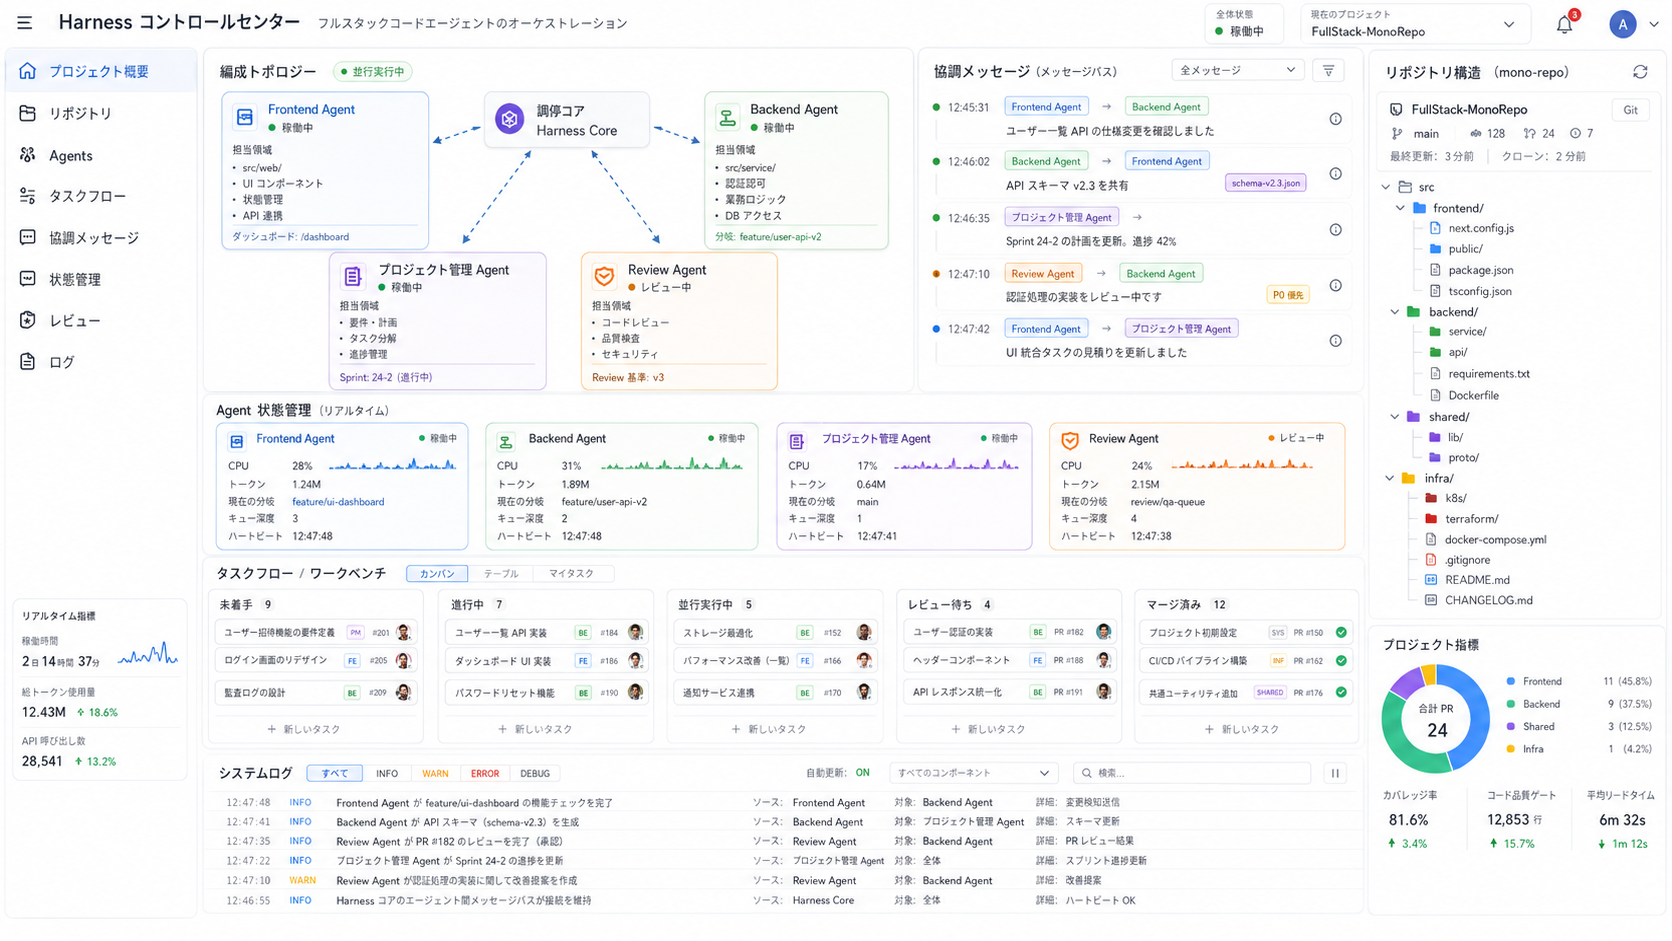 Harness コントロールセンター
フルスタックコードエージェントのオーケストレーション
全体状態
稼働中
現在のプロジェクト
FullStack-MonoRepo
3
A
プロジェクト概要
リポジトリ
Agents
タスクフロー
協調メッセージ
状態管理
レビュー
ログ
リアルタイム指標
稼働時間
2日 14時間 37分
総トークン使用量
12.43M 18.6%
API 呼び出し数
28,541 13.2%
編成トポロジー
並行実行中
Frontend Agent
稼働中
担当領域
• src/web/
• UI コンポーネント
• 状態管理
• API 連携
ダッシュボード: /dashboard
調停コア
Harness Core
Backend Agent
稼働中
担当領域
• src/service/
• 認証認可
• 業務ロジック
• DB アクセス
分岐: feature/user-api-v2
プロジェクト管理 Agent
稼働中
担当領域
• 要件・計画
• タスク分解
• 進捗管理
Sprint: 24-2 (進行中)
Review Agent
レビュー中
担当領域
• コードレビュー
• 品質検査
• セキュリティ
Review 基準: v3
協調メッセージ (メッセージバス)
全メッセージ
12:45:31 Frontend Agent → Backend Agent
ユーザー一覧 API の仕様変更を確認しました
12:46:02 Backend Agent → Frontend Agent
API スキーマ v2.3 を共有 schema-v2.3.json
12:46:35 プロジェクト管理 Agent →
Sprint 24-2 の計画を更新。進捗 42%
12:47:10 Review Agent → Backend Agent
認証処理の実装をレビュー中です P0 優先
12:47:42 Frontend Agent → プロジェクト管理 Agent
UI 統合タスクの見積りを更新しました
Agent 状態管理 (リアルタイム)
Frontend Agent 稼働中
CPU 28%
トークン 1.24M
現在の分岐 feature/ui-dashboard
キュー深度 3
ハートビート 12:47:48
Backend Agent 稼働中
CPU 31%
トークン 1.89M
現在の分岐 feature/user-api-v2
キュー深度 2
ハートビート 12:47:48
プロジェクト管理 Agent 稼働中
CPU 17%
トークン 0.64M
現在の分岐 main
キュー深度 1
ハートビート 12:47:41
Review Agent レビュー中
CPU 24%
トークン 2.15M
現在の分岐 review/qa-queue
キュー深度 4
ハートビート 12:47:38
タスクフロー / ワークベンチ
カンバン テーブル マイタスク
未着手 9
ユーザー招待機能の要件定義 PM #201
ログイン画面のリデザイン FE #205
監査ログの設計 BE #209
+ 新しいタスク
進行中 7
ユーザー一覧 API 実装 BE #184
ダッシュボード UI 実装 FE #186
パスワードリセット機能 BE #190
+ 新しいタスク
並行実行中 5
ストレージ最適化 BE #152
パフォーマンス改善 (一覧) FE #166
通知サービス連携 BE #170
+ 新しいタスク
レビュー待ち 4
ユーザー認証の実装 BE PR #182
ヘッダーコンポーネント FE PR #188
API レスポンス統一化 BE PR #191
+ 新しいタスク
マージ済み 12
プロジェクト初期設定 SYS PR #150
CI/CD パイプライン構築 INF PR #162
共通ユーティリティ追加 SHARED PR #176
+ 新しいタスク
システムログ
すべて INFO WARN ERROR DEBUG
自動更新: ON
すべてのコンポーネント
検索...
12:47:48 INFO Frontend Agent が feature/ui-dashboard の機能チェックを完了 ソース: Frontend Agent 対象: Backend Agent 詳細: 変更検知送信
12:47:41 INFO Backend Agent が API スキーマ (schema-v2.3) を生成 ソース: Backend Agent 対象: プロジェクト管理 Agent 詳細: スキーマ更新
12:47:35 INFO Review Agent が PR #182 のレビューを完了 (承認) ソース: Review Agent 対象: Backend Agent 詳細: PR レビュー結果
12:47:22 INFO プロジェクト管理 Agent が Sprint 24-2 の進捗を更新 ソース: プロジェクト管理 Agent 対象: 全体 詳細: スプリント進捗更新
12:47:10 WARN Review Agent が認証処理の実装に関して改善提案を作成 ソース: Review Agent 対象: Backend Agent 詳細: 改善提案
12:46:55 INFO Harness コアのエージェント間メッセージバスが接続を維持 ソース: Harness Core 対象: 全体 詳細: ハートビート OK
リポジトリ構造 (mono-repo)
FullStack-MonoRepo Git
main 128 24 7
最終更新: 3 分前 クローン: 2 分前
src
frontend/
next.config.js
public/
package.json
tsconfig.json
backend/
service/
api/
requirements.txt
Dockerfile
shared/
lib/
proto/
infra/
k8s/
terraform/
docker-compose.yml
.gitignore
README.md
CHANGELOG.md
プロジェクト指標
合計 PR
24
Frontend 11 (45.8%)
Backend 9 (37.5%)
Shared 3 (12.5%)
Infra 1 (4.2%)
カバレッジ率
81.6%
3.4%
コード品質ゲート
12,853 行
15.7%
平均リードタイム
6m 32s
1m 12s